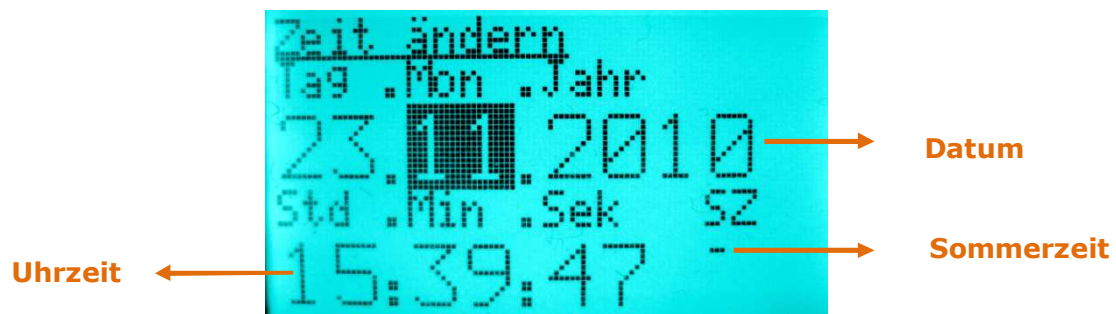 Zeit ändern
Tag .Mon .Jahr
23.11.2010
Datum
Std .Min .Sek SZ
Uhrzeit
15:39:47 -
Sommerzeit